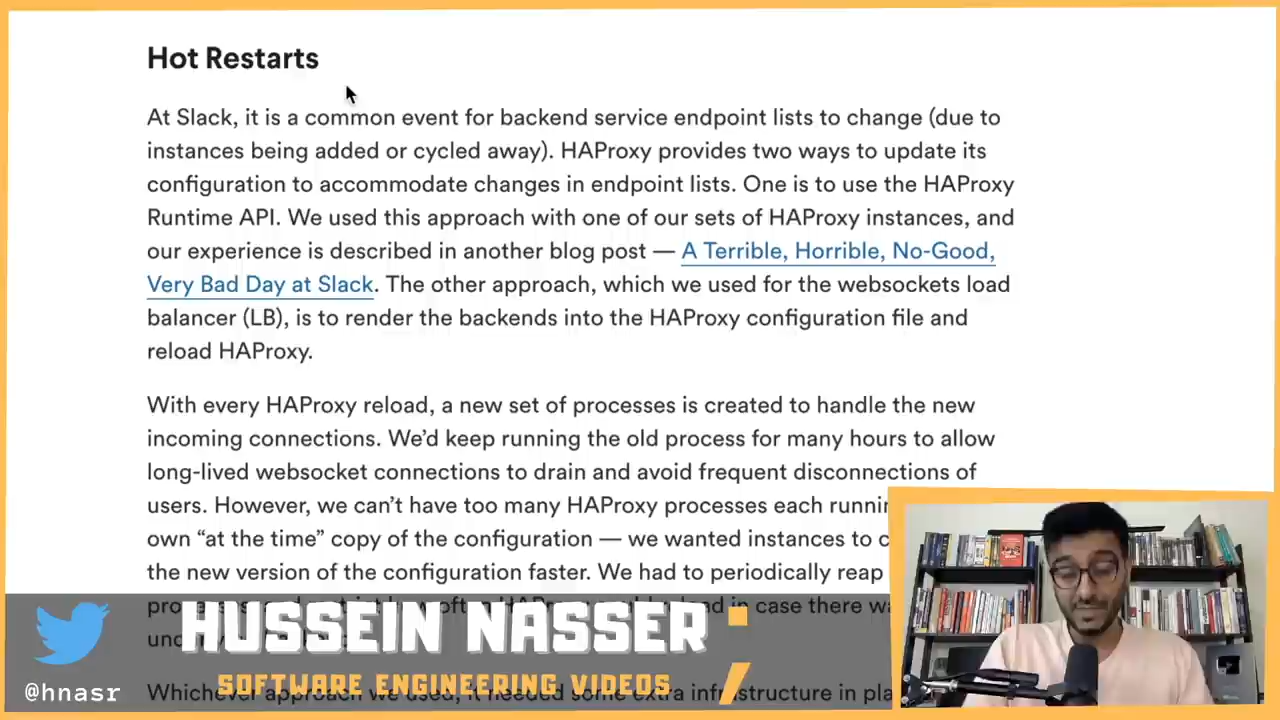 Hot Restarts
At Slack, it is a common event for backend service endpoint lists to change (due to
instances being added or cycled away). HAProxy provides two ways to update its
configuration to accommodate changes in endpoint lists. One is to use the HAProxy
Runtime API. We used this approach with one of our sets of HAProxy instances, and
our experience is described in another blog post — A Terrible, Horrible, No-Good,
Very Bad Day at Slack. The other approach, which we used for the websockets load
balancer (LB), is to render the backends into the HAProxy configuration file and
reload HAProxy.
With every HAProxy reload, a new set of processes is created to handle the new
incoming connections. We’d keep running the old process for many hours to allow
long-lived websocket connections to drain and avoid frequent disconnections of
users. However, we can’t have too many HAProxy processes each
own “at the time” copy of the configuration — we wanted instances to
the new version of the configuration faster. We had to periodically reap
in case there
HUSSEIN NASSER
SOFTWARE ENGINEERING VIDEOS
@hnasr
Whichever approach we used, it needed some extra infrastructure in